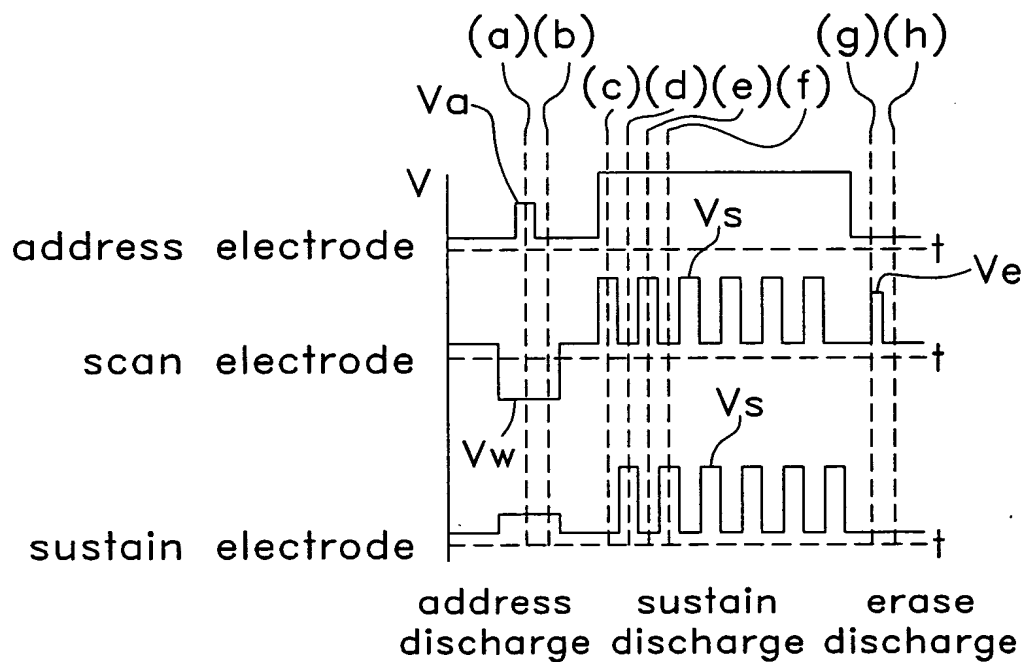 (a)(b)
(g)(h)
(c)(d)(e)(f)
Va
V
Vs
address electrode
t
Ve
scan electrode
t
Vw
Vs
sustain electrode
t
address discharge
sustain discharge
erase discharge